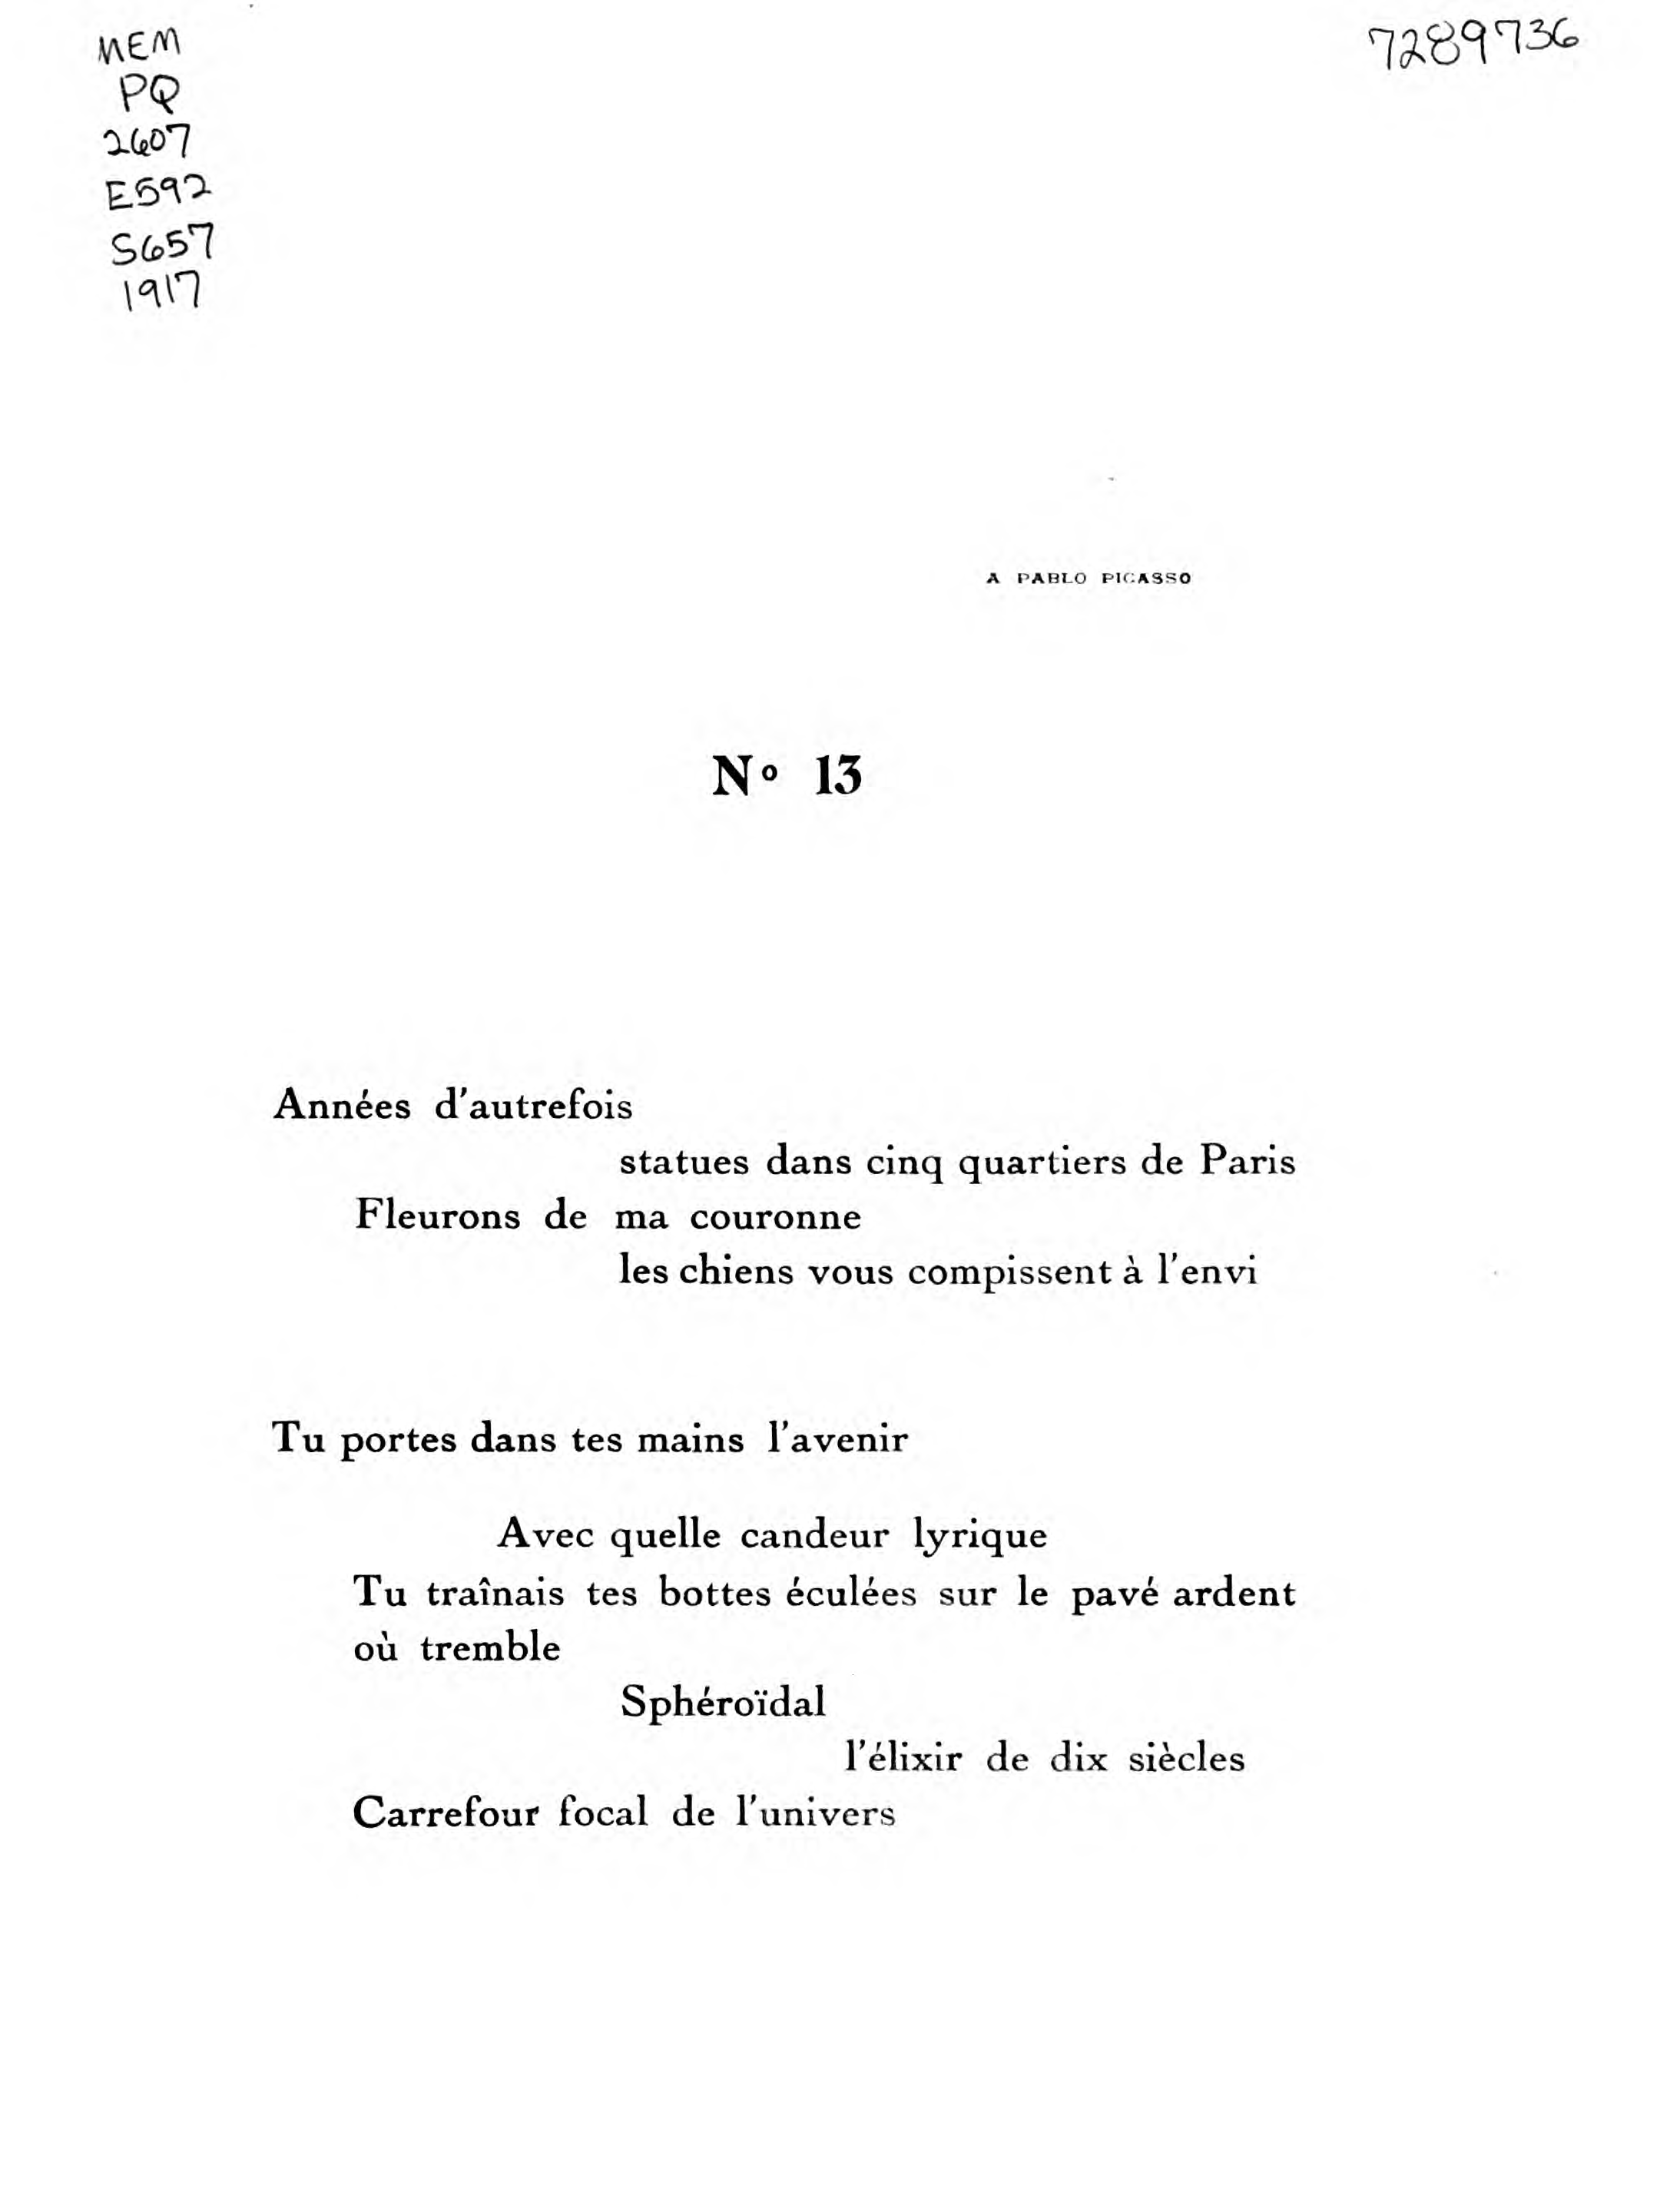 MEM
PQ
2607
E592
S657
1917
7289736
A PABLO PICASSO
No 13
Années d'autrefois
statues dans cinq quartiers de Paris
Fleurons de ma couronne
les chiens vous compissent à l'envi
Tu portes dans tes mains l'avenir
Avec quelle candeur lyrique
Tu traînais tes bottes éculées sur le pavé ardent
où tremble
Sphéroïdal
l'élixir de dix siècles
Carrefour focal de l'univers